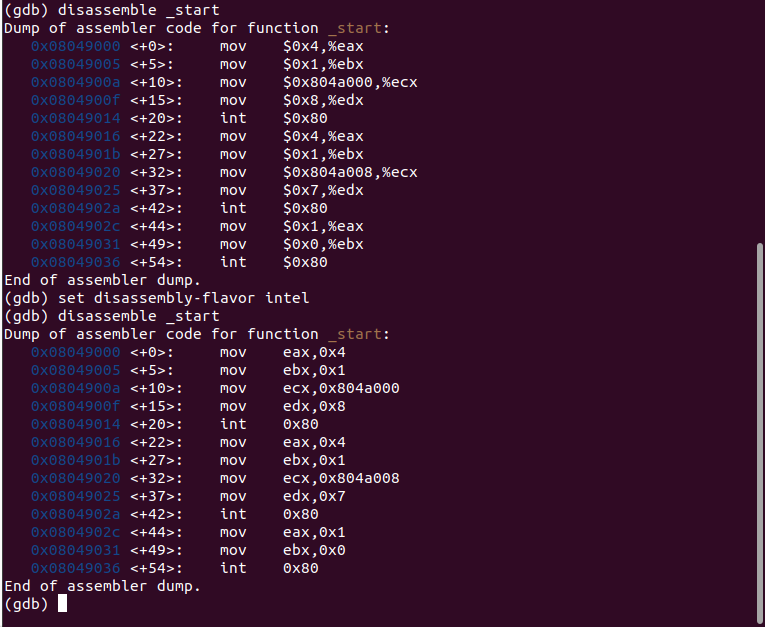 (gdb) disassemble _start
Dump of assembler code for function _start:
   0x08049000 <+0>:     mov    $0x4,%eax
   0x08049005 <+5>:     mov    $0x1,%ebx
   0x0804900a <+10>:    mov    $0x804a000,%ecx
   0x0804900f <+15>:    mov    $0x8,%edx
   0x08049014 <+20>:    int    $0x80
   0x08049016 <+22>:    mov    $0x4,%eax
   0x0804901b <+27>:    mov    $0x1,%ebx
   0x08049020 <+32>:    mov    $0x804a008,%ecx
   0x08049025 <+37>:    mov    $0x7,%edx
   0x0804902a <+42>:    int    $0x80
   0x0804902c <+44>:    mov    $0x1,%eax
   0x08049031 <+49>:    mov    $0x0,%ebx
   0x08049036 <+54>:    int    $0x80
End of assembler dump.
(gdb) set disassembly-flavor intel
(gdb) disassemble _start
Dump of assembler code for function _start:
   0x08049000 <+0>:     mov    eax,0x4
   0x08049005 <+5>:     mov    ebx,0x1
   0x0804900a <+10>:    mov    ecx,0x804a000
   0x0804900f <+15>:    mov    edx,0x8
   0x08049014 <+20>:    int    0x80
   0x08049016 <+22>:    mov    eax,0x4
   0x0804901b <+27>:    mov    ebx,0x1
   0x08049020 <+32>:    mov    ecx,0x804a008
   0x08049025 <+37>:    mov    edx,0x7
   0x0804902a <+42>:    int    0x80
   0x0804902c <+44>:    mov    eax,0x1
   0x08049031 <+49>:    mov    ebx,0x0
   0x08049036 <+54>:    int    0x80
End of assembler dump.
(gdb)